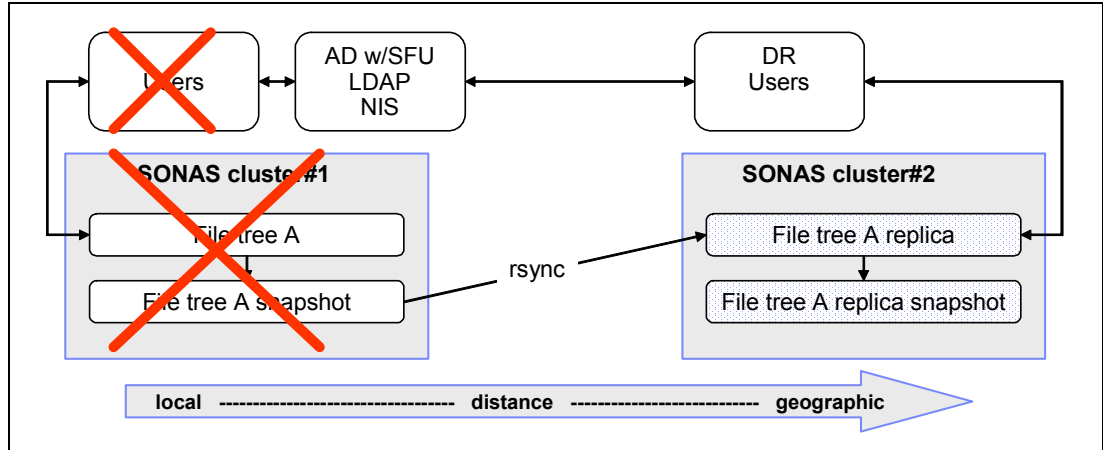 Users
AD w/SFU
LDAP
NIS
DR
Users
SONAS cluster#1
File tree A
File tree A snapshot
rsync
SONAS cluster#2
File tree A replica
File tree A replica snapshot
local ----------------------------------- distance ---------------------------- geographic